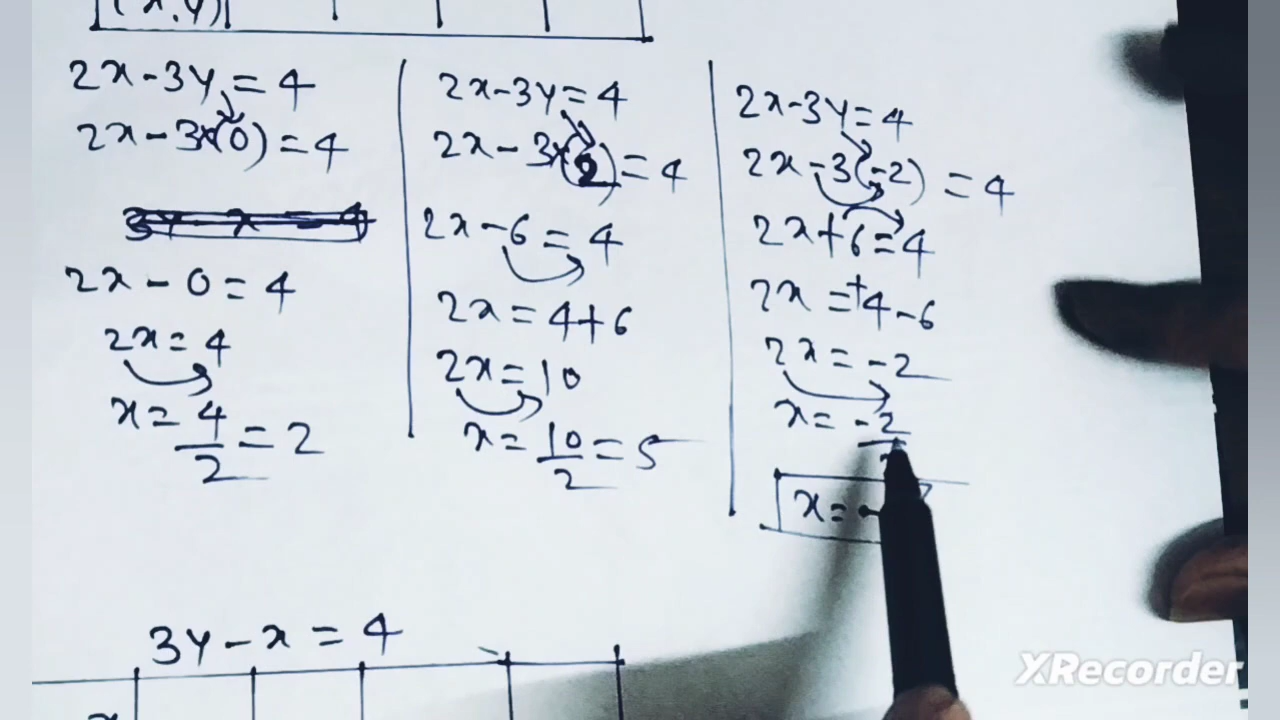 (x,y)
2x-3y=4
2x-3×(0)=4
2x-0=4
2x=4
x=4/2=2
2x-3y=4
2x-3×(2)=4
2x-6=4
2x=4+6
2x=10
x=10/2=5
2x-3y=4
2x-3(-2)=4
2x+6=4
2x=+4-6
2x=-2
x=-2
x=-
3y-x=4
XRecorder